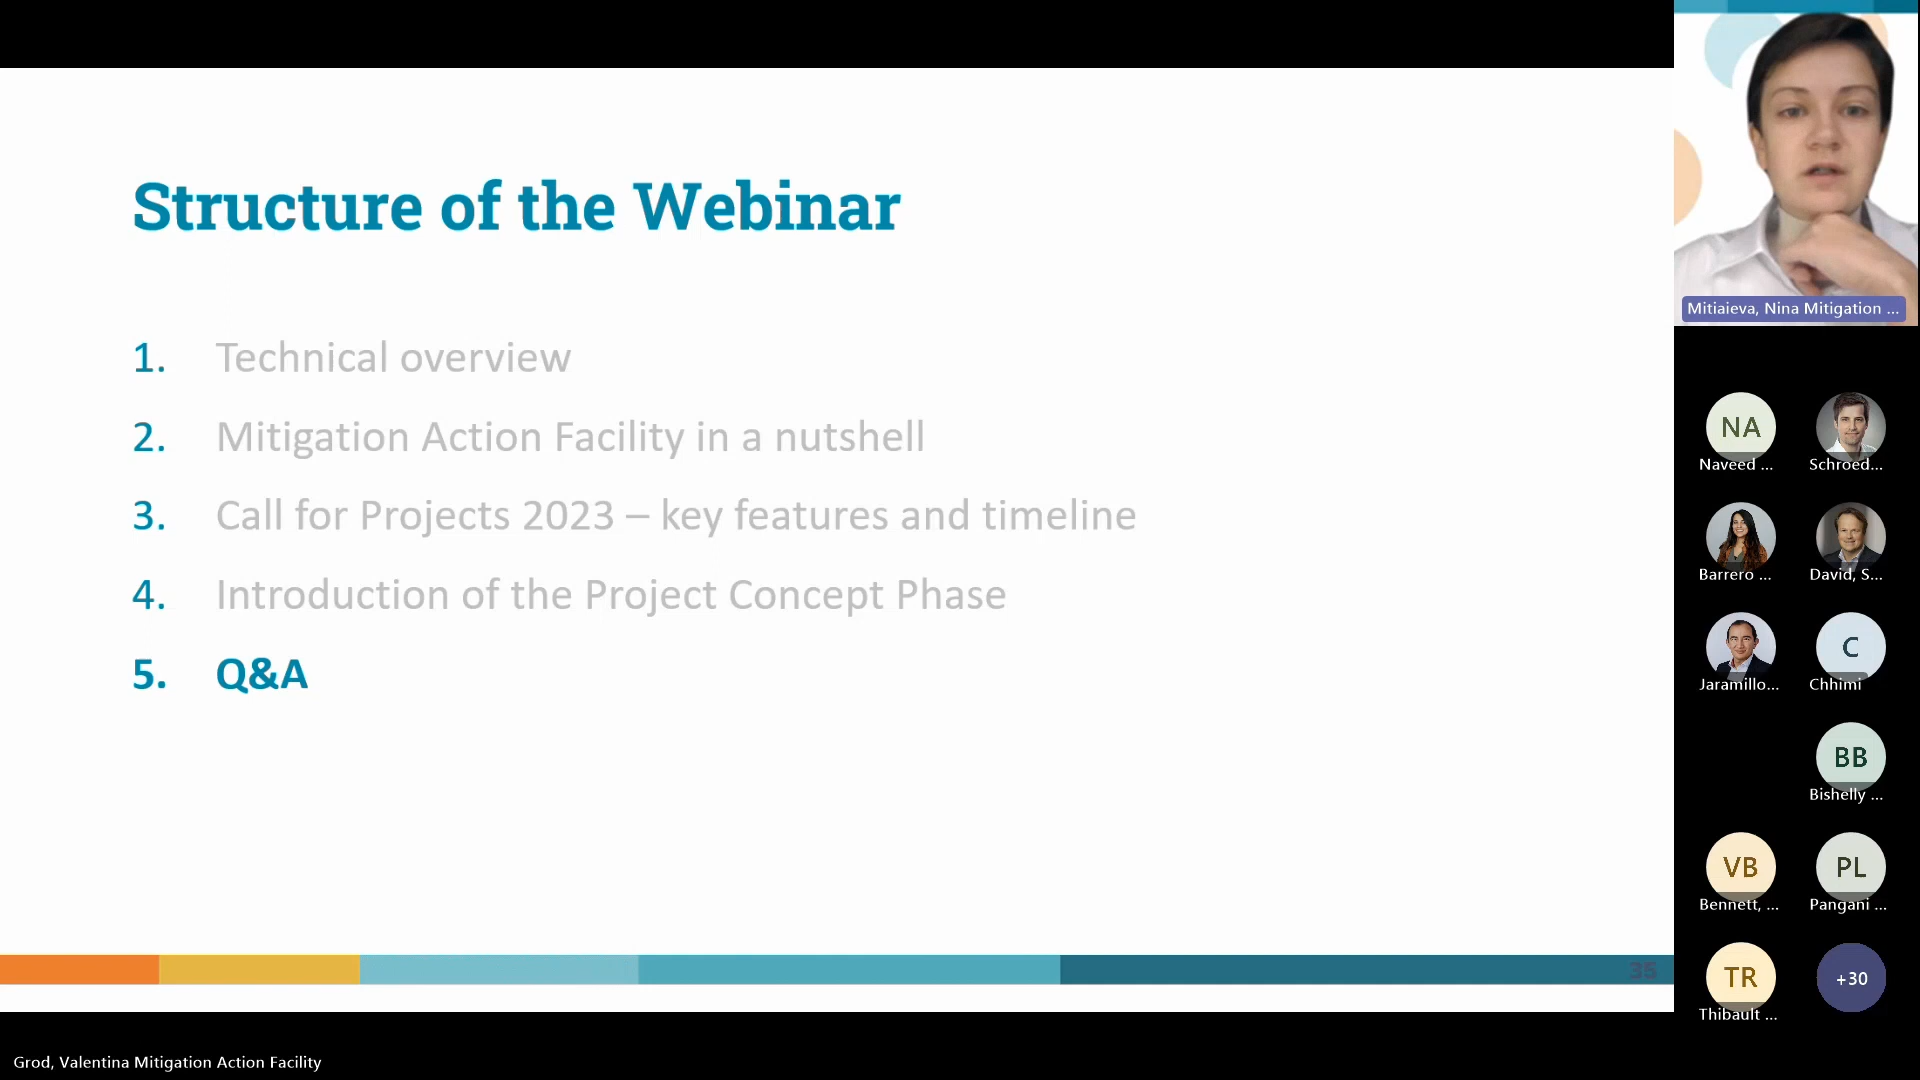 Structure of the Webinar
1. Technical overview
2. Mitigation Action Facility in a nutshell
3. Call for Projects 2023 – key features and timeline
4. Introduction of the Project Concept Phase
5. Q&A
35
Mitiaieva, Nina Mitigation ...
NA
Naveed ...
Schroed...
Barrero ...
David, S...
Jaramillo...
C
Chhimi
BB
Bishelly ...
VB
Bennett, ...
PL
Pangani ...
TR
Thibault ...
+30
Grod, Valentina Mitigation Action Facility